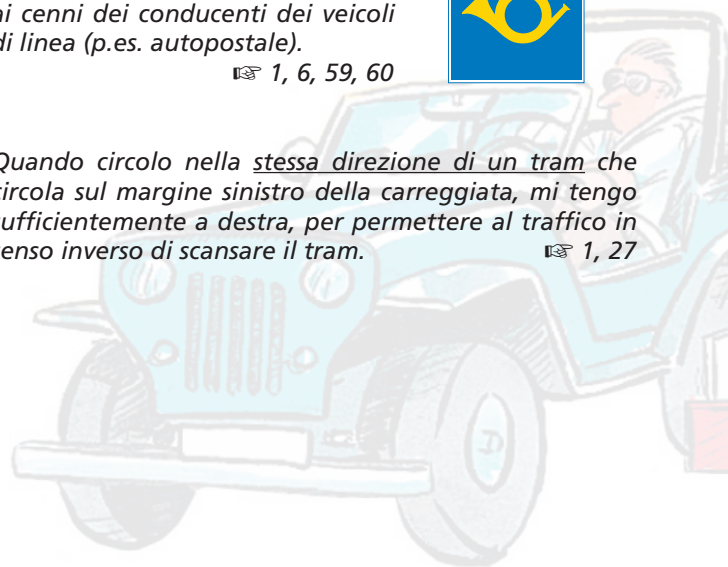 ai cenni dei conducenti dei veicoli
di linea (p.es. autopostale).
☞ 1, 6, 59, 60
Quando circolo nella stessa direzione di un tram che
circola sul margine sinistro della carreggiata, mi tengo
sufficientemente a destra, per permettere al traffico in
senso inverso di scansare il tram. ☞ 1, 27